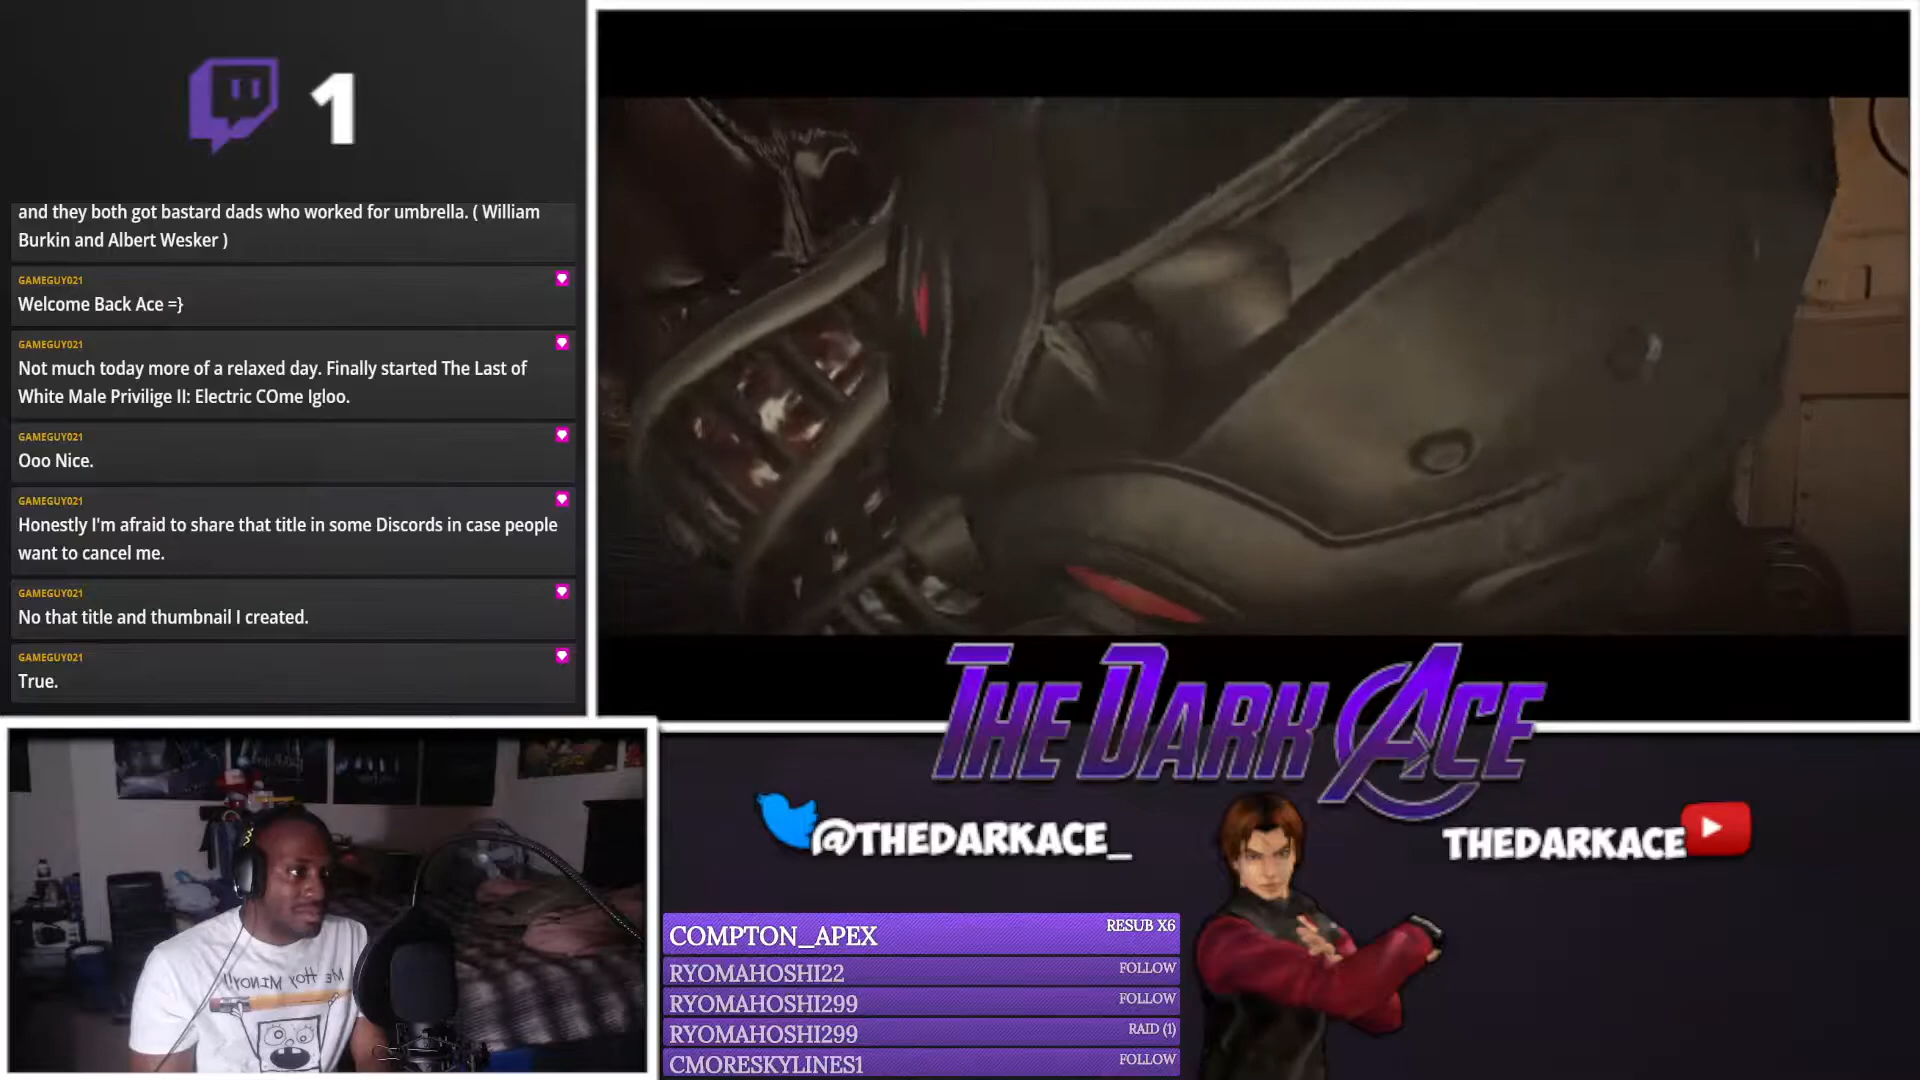 1
and they both got bastard dads who worked for umbrella. ( William
Burkin and Albert Wesker )
GAMEGUY021
Welcome Back Ace =}
GAMEGUY021
Not much today more of a relaxed day. Finally started The Last of
White Male Privilige II: Electric COme Igloo.
GAMEGUY021
Ooo Nice.
GAMEGUY021
Honestly I'm afraid to share that title in some Discords in case people
want to cancel me.
GAMEGUY021
No that title and thumbnail I created.
GAMEGUY021
True.
THE DARK ACE
@THEDARKACE_
THEDARKACE
COMPTON_APEX RESUB X6
RYOMAHOSHI22 FOLLOW
RYOMAHOSHI299 FOLLOW
RYOMAHOSHI299 RAID (1)
CMORESKYLINES1 FOLLOW
ME HOY MINOY!!